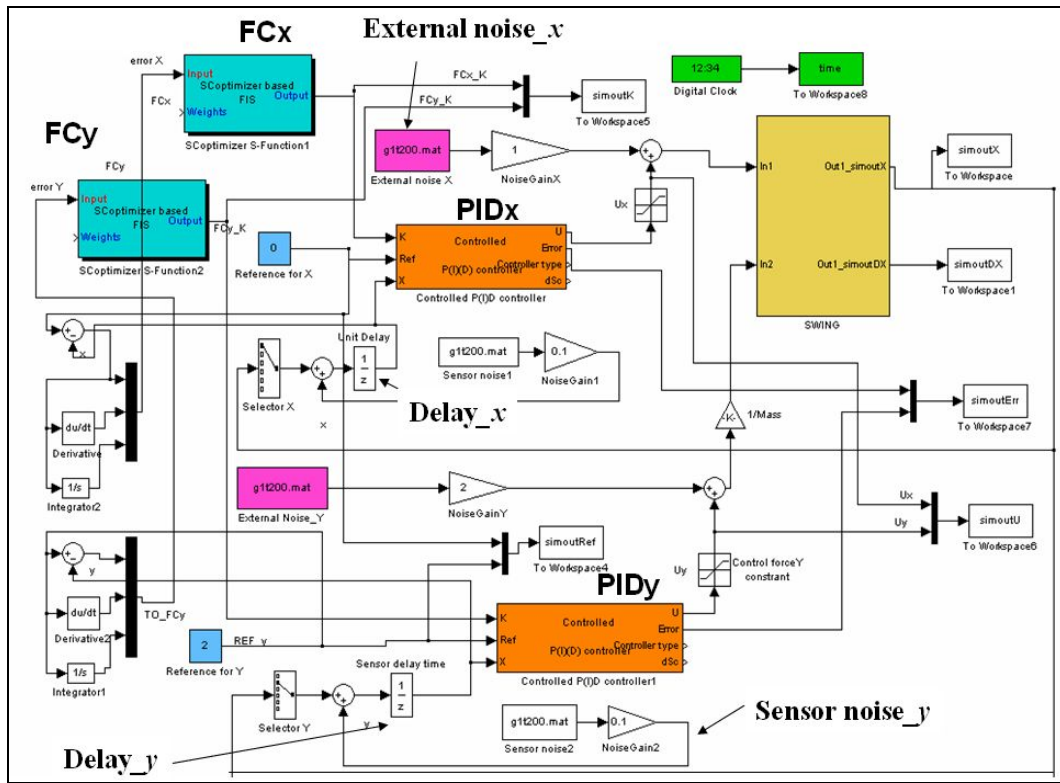 FCx
External noise_x
error X
Input
SCoptimizer based
FIS
Output
Weights
SCoptimizer S-Function1
FCx
FCx_K
FCy_K
simoutK
To Workspace5
12:34
Digital Clock
time
To Workspace8
FCy
FCy
error Y
Input
SCoptimizer based
FIS
Output
Weights
SCoptimizer S-Function2
FCy_K
g1t200.mat
External noise X
1
NoiseGainX
Ux
In1
In2
Out1_simoutX
Out1_simoutDX
SWING
simoutX
To Workspace
simoutDX
To Workspace1
PIDx
0
Reference for X
K
Ref
X
Controlled
P(I)(D) controller
U
Error
Controller type
dSc
Controlled P(I)D controller
x
Unit Delay
1
z
Selector X
x
Delay_x
g1t200.mat
Sensor noise1
0.1
NoiseGain1
-K-
1/Mass
simoutErr
To Workspace7
du/dt
Derivative
1/s
Integrator2
g1t200.mat
External Noise_Y
2
NoiseGainY
Ux
Uy
simoutU
To Workspace6
simoutRef
To Workspace4
Uy
Control forceY
constrant
PIDy
y
du/dt
Derivative2
1/s
Integrator1
TO_FCy
2
Reference for Y
REF_y
K
Ref
X
Controlled
P(I)(D) controller
U
Error
Controller type
dSc
Controlled P(I)D controller1
Sensor delay time
1
z
Selector Y
y
Delay_y
g1t200.mat
Sensor noise2
0.1
NoiseGain2
Sensor noise_y